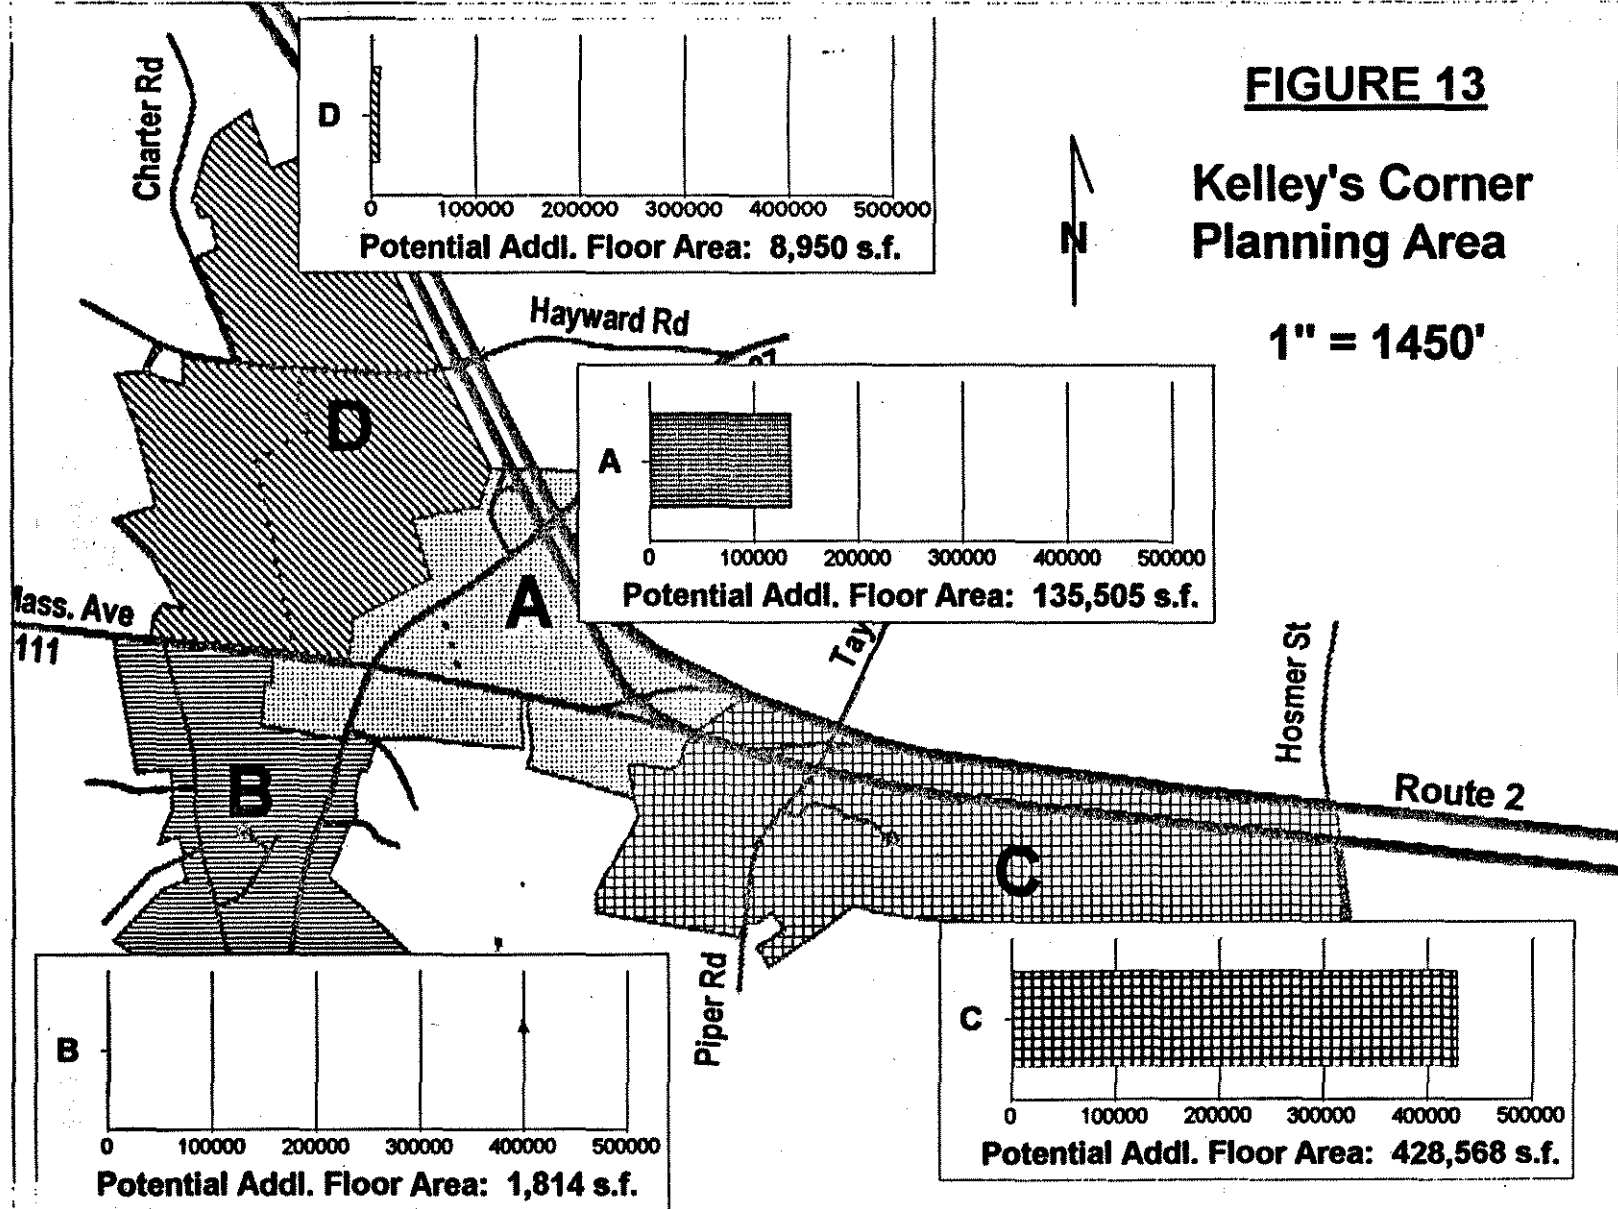 FIGURE 13
Kelley's Corner
Planning Area
1" = 1450'
N
Charter Rd
D
0 100000 200000 300000 400000 500000
Potential Addl. Floor Area: 8,950 s.f.
Hayward Rd
D
A
0 100000 200000 300000 400000 500000
Potential Addl. Floor Area: 135,505 s.f.
A
Mass. Ave
111
Tay
Hosmer St
Route 2
B
C
Piper Rd
B
0 100000 200000 300000 400000 500000
Potential Addl. Floor Area: 1,814 s.f.
C
0 100000 200000 300000 400000 500000
Potential Addl. Floor Area: 428,568 s.f.